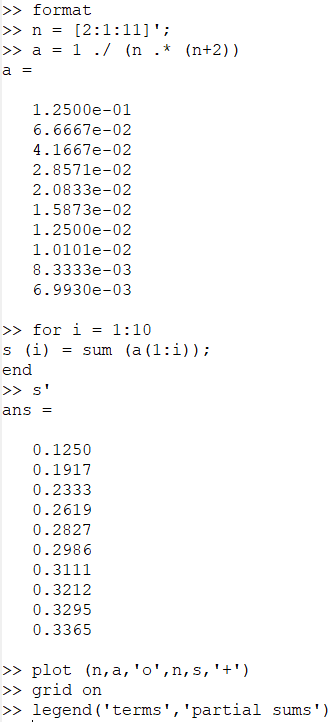 >> format
>> n = [2:1:11]';
>> a = 1 ./ (n .* (n+2))
a =
1.2500e-01
6.6667e-02
4.1667e-02
2.8571e-02
2.0833e-02
1.5873e-02
1.2500e-02
1.0101e-02
8.3333e-03
6.9930e-03
>> for i = 1:10
s (i) = sum (a(1:i));
end
>> s'
ans =
0.1250
0.1917
0.2333
0.2619
0.2827
0.2986
0.3111
0.3212
0.3295
0.3365
>> plot (n,a,'o',n,s,'+')
>> grid on
>> legend('terms','partial sums')